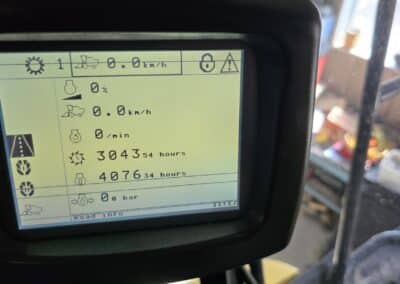 1 0.0 km/h
0 %
0.0 km/h
0 /min
3043 54 hours
4076 34 hours
0 bar
Road info